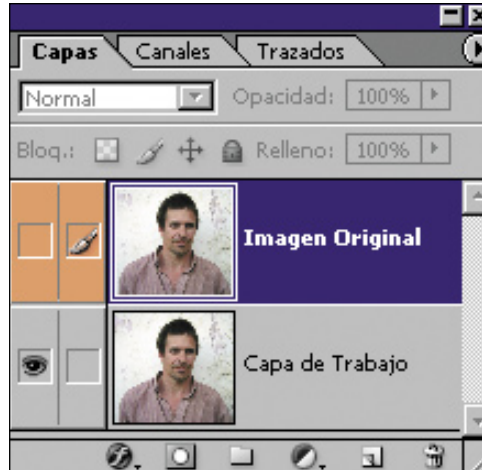 Capas Canales Trazados
Normal Opacidad: 100%
Bloq.: Relleno: 100%
Imagen Original
Capa de Trabajo